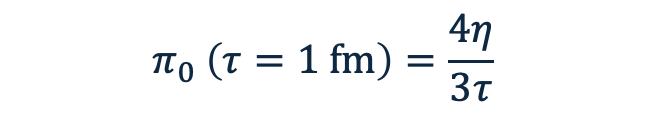 π₀ (τ = 1 fm) = 4η/3τ